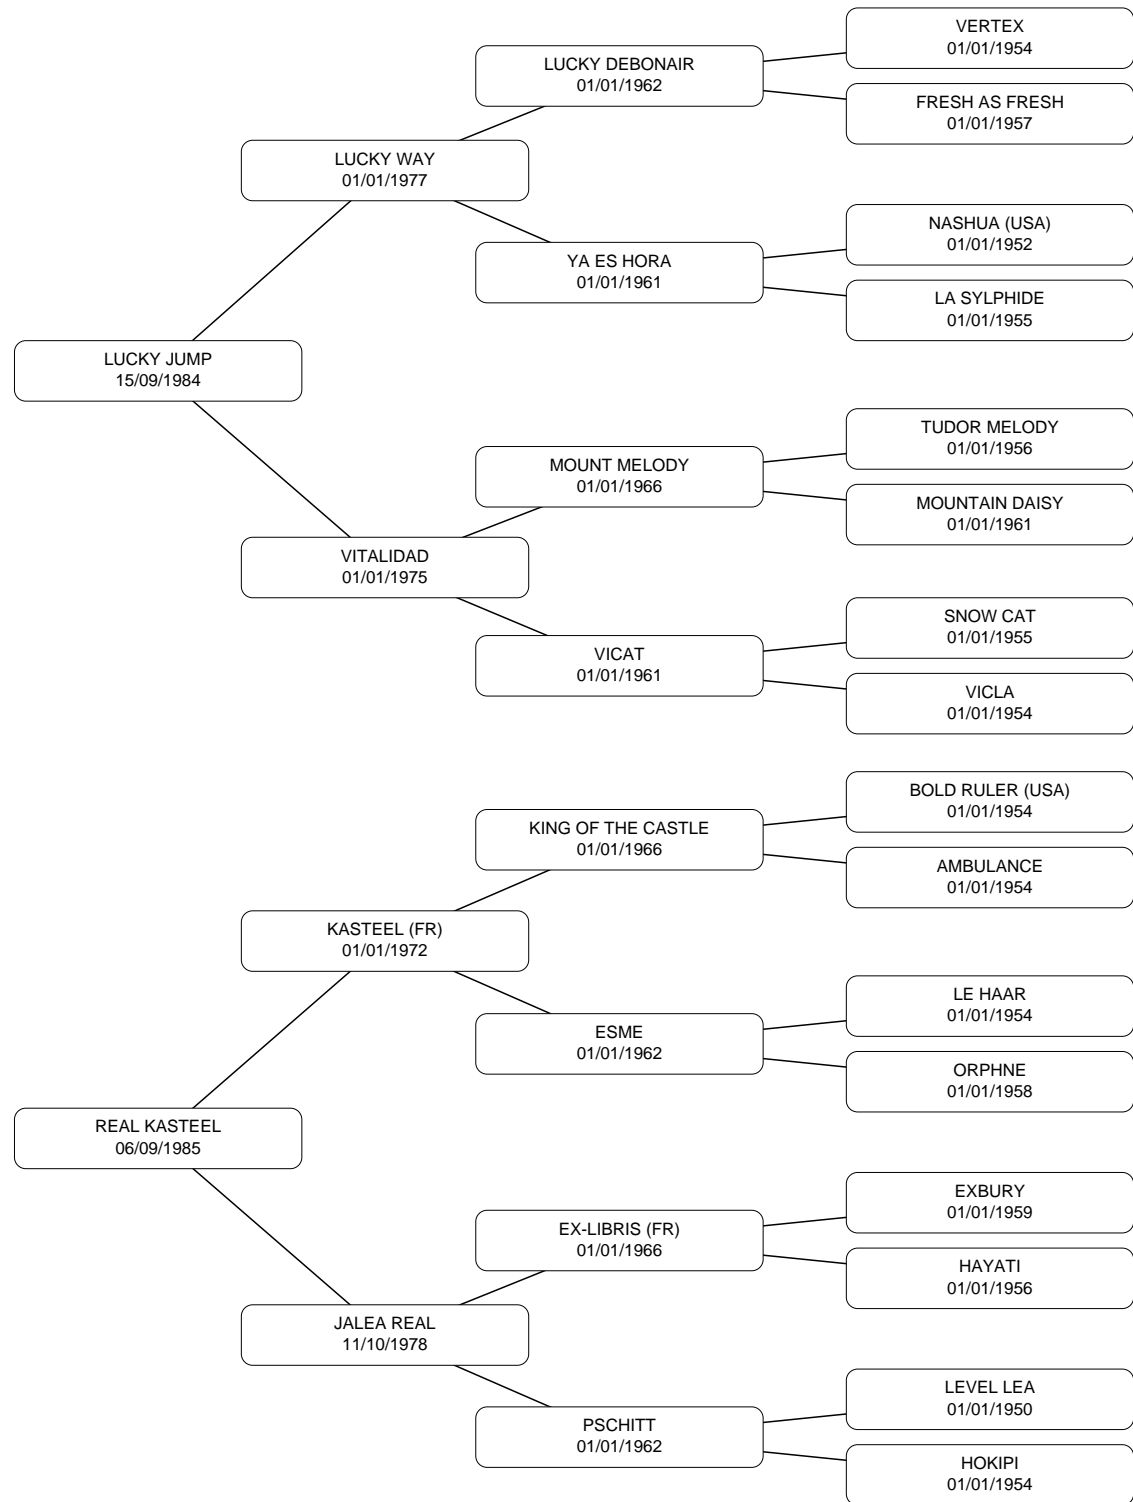 VERTEX
01/01/1954
LUCKY DEBONAIR
01/01/1962
FRESH AS FRESH
01/01/1957
LUCKY WAY
01/01/1977
NASHUA (USA)
01/01/1952
YA ES HORA
01/01/1961
LA SYLPHIDE
01/01/1955
LUCKY JUMP
15/09/1984
TUDOR MELODY
01/01/1956
MOUNT MELODY
01/01/1966
MOUNTAIN DAISY
01/01/1961
VITALIDAD
01/01/1975
SNOW CAT
01/01/1955
VICAT
01/01/1961
VICLA
01/01/1954
BOLD RULER (USA)
01/01/1954
KING OF THE CASTLE
01/01/1966
AMBULANCE
01/01/1954
KASTEEL (FR)
01/01/1972
LE HAAR
01/01/1954
ESME
01/01/1962
ORPHNE
01/01/1958
REAL KASTEEL
06/09/1985
EXBURY
01/01/1959
EX-LIBRIS (FR)
01/01/1966
HAYATI
01/01/1956
JALEA REAL
11/10/1978
LEVEL LEA
01/01/1950
PSCHITT
01/01/1962
HOKIPI
01/01/1954